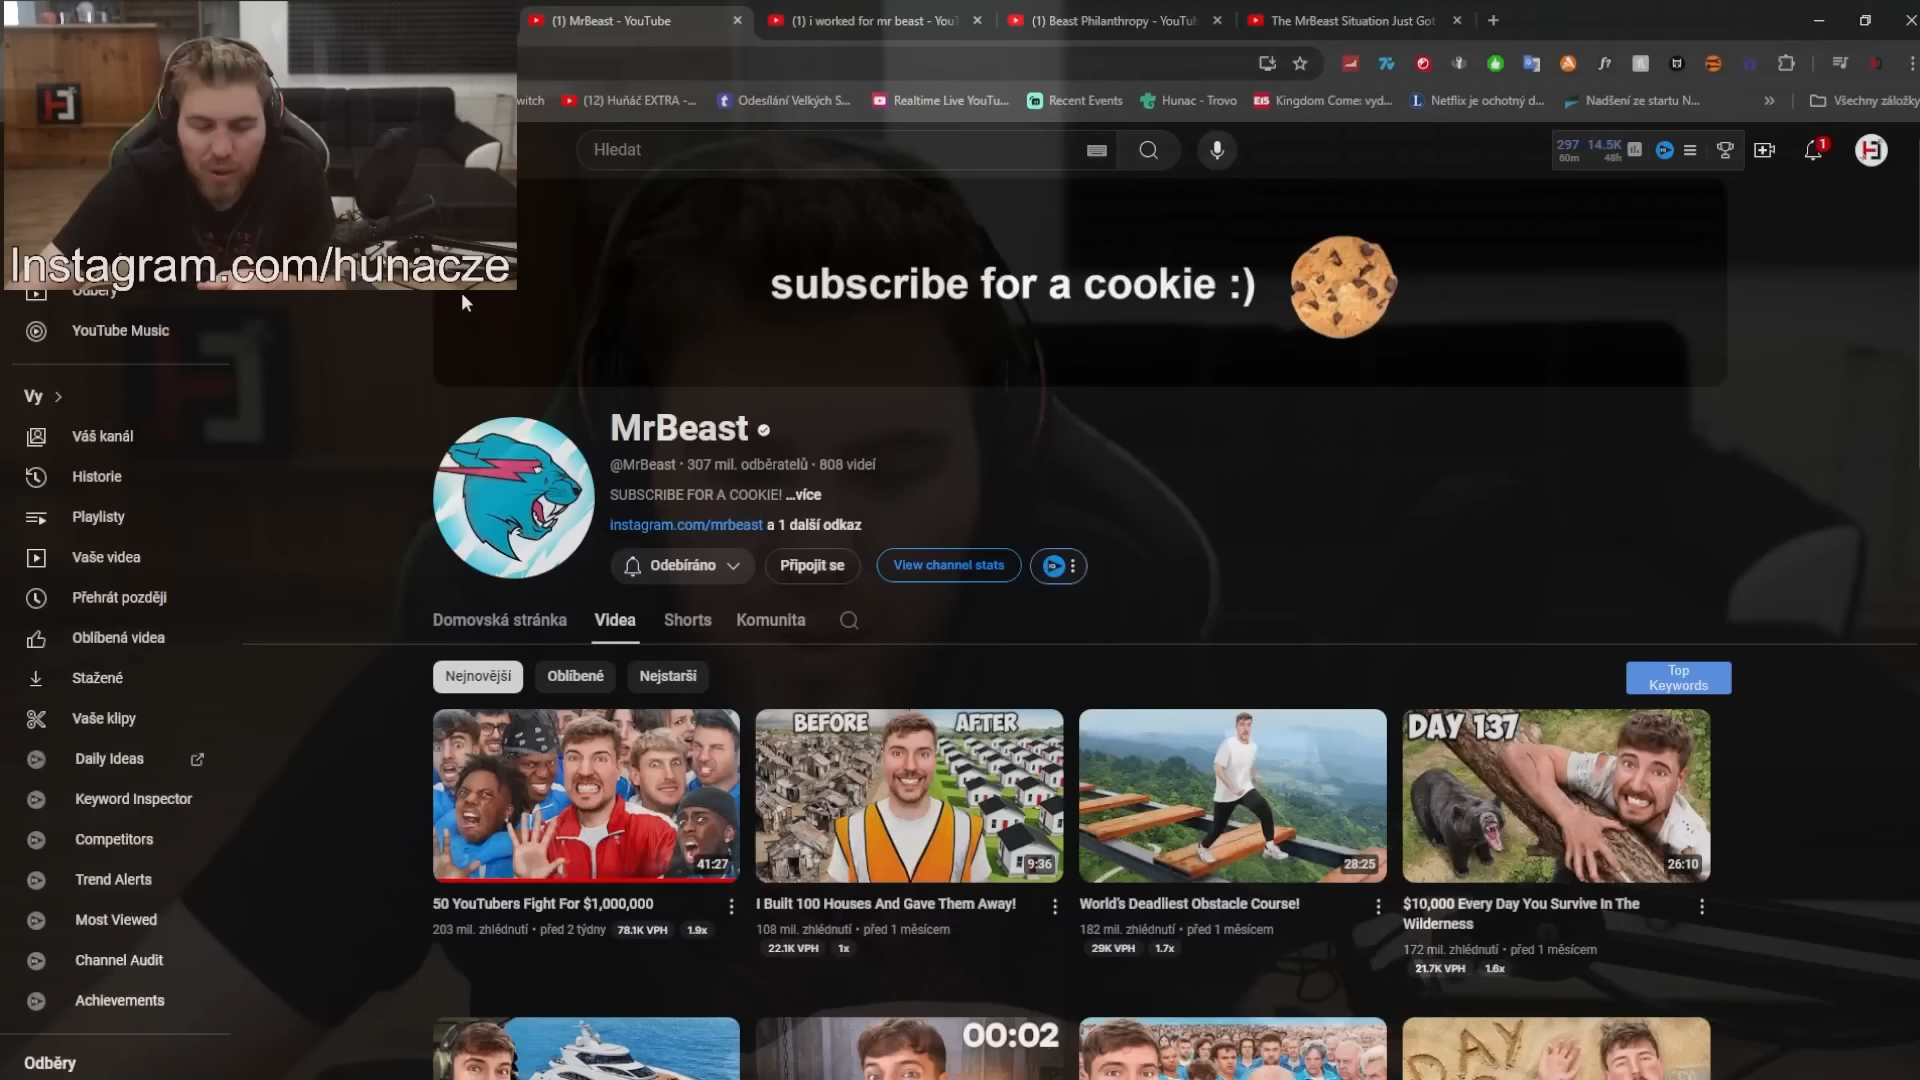 (1) MrBeast - YouTube
(1) i worked for mr beast - YouT
(1) Beast Philanthropy - YouTu
The MrBeast Situation Just Got
witch
(12) Huňáč EXTRA -...
Odesílání Velkých S...
Realtime Live YouTu...
Recent Events
Hunac - Trovo
Kingdom Come: vyd...
Netflix je ochotný d...
Nadšení ze startu N...
Všechny záložky
Hledat
297 14.5K
60m 48h
1
Instagram.com/hunacze
subscribe for a cookie :)
Odběry
YouTube Music
Vy
Váš kanál
Historie
Playlisty
Vaše videa
Přehrát později
Oblíbená videa
Stažené
Vaše klipy
Daily Ideas
Keyword Inspector
Competitors
Trend Alerts
Most Viewed
Channel Audit
Achievements
Odběry
MrBeast
@MrBeast • 307 mil. odběratelů • 808 videí
SUBSCRIBE FOR A COOKIE! ...více
instagram.com/mrbeast a 1 další odkaz
Odebíráno
Připojit se
View channel stats
Domovská stránka
Videa
Shorts
Komunita
Nejnovější
Oblíbené
Nejstarší
Top
Keywords
41:27
50 YouTubers Fight For $1,000,000
203 mil. zhlédnutí • před 2 týdny 78.1K VPH 1.9x
BEFORE AFTER
9:36
I Built 100 Houses And Gave Them Away!
108 mil. zhlédnutí • před 1 měsícem
22.1K VPH 1x
28:25
World's Deadliest Obstacle Course!
182 mil. zhlédnutí • před 1 měsícem
29K VPH 1.7x
DAY 137
26:10
$10,000 Every Day You Survive In The
Wilderness
172 mil. zhlédnutí • před 1 měsícem
21.7K VPH 1.6x
00:02
DAY